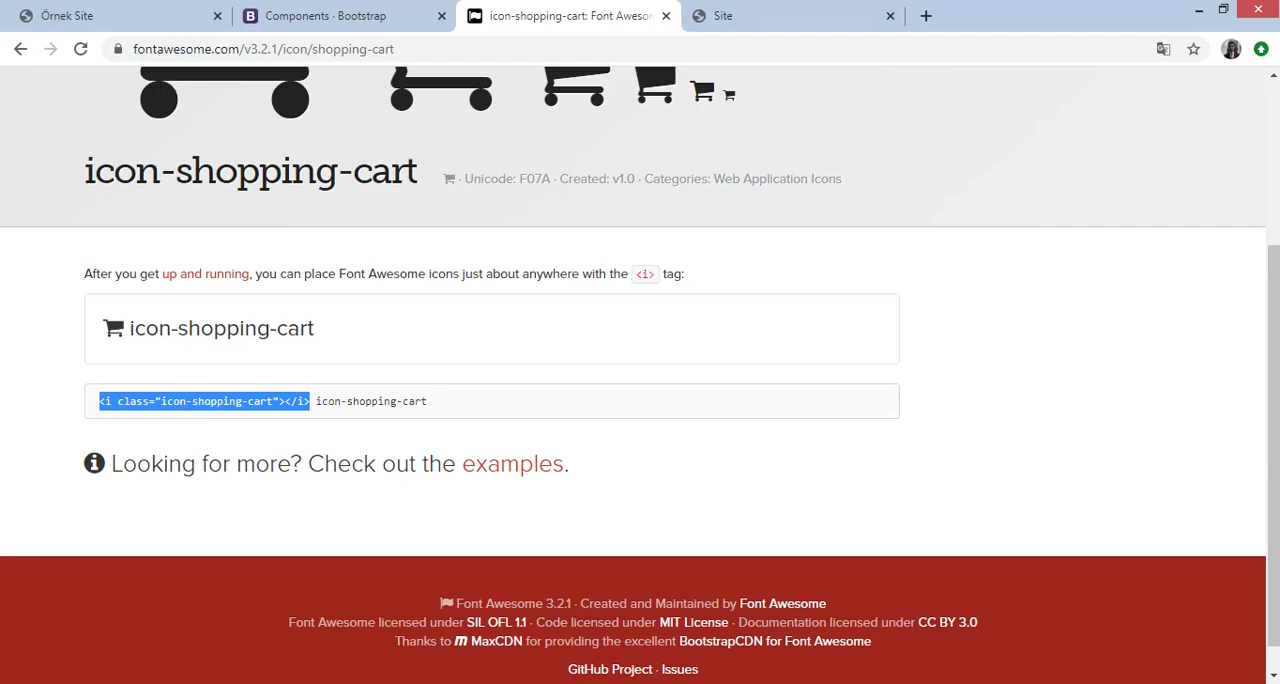 Örnek Site
Components · Bootstrap
icon-shopping-cart: Font Awesom
Site
fontawesome.com/v3.2.1/icon/shopping-cart
icon-shopping-cart
· Unicode: F07A · Created: v1.0 · Categories: Web Application Icons
After you get up and running, you can place Font Awesome icons just about anywhere with the <i> tag:
icon-shopping-cart
<i class="icon-shopping-cart"></i> icon-shopping-cart
Looking for more? Check out the examples.
Font Awesome 3.2.1 · Created and Maintained by Font Awesome
Font Awesome licensed under SIL OFL 1.1 · Code licensed under MIT License · Documentation licensed under CC BY 3.0
Thanks to MaxCDN for providing the excellent BootstrapCDN for Font Awesome
GitHub Project · Issues